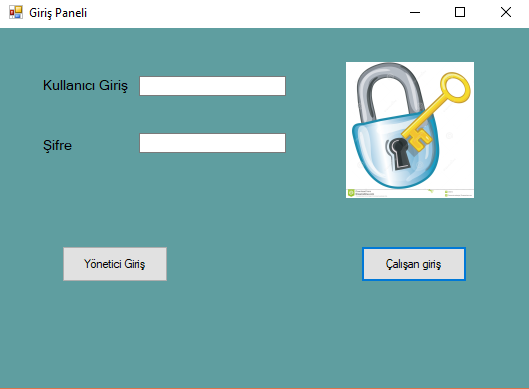 Giriş Paneli
Kullanıcı Giriş
Şifre
Yönetici Giriş
Çalışan giriş